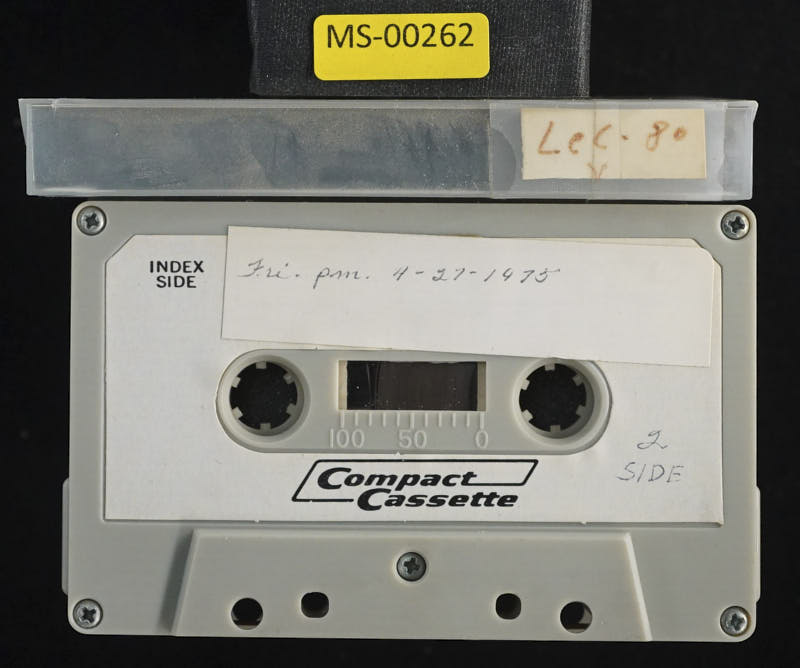 MS-00262
Lec. 80
INDEX
SIDE
Fri. pm. 4-27-1975
100 50 0
2
SIDE
Compact
Cassette